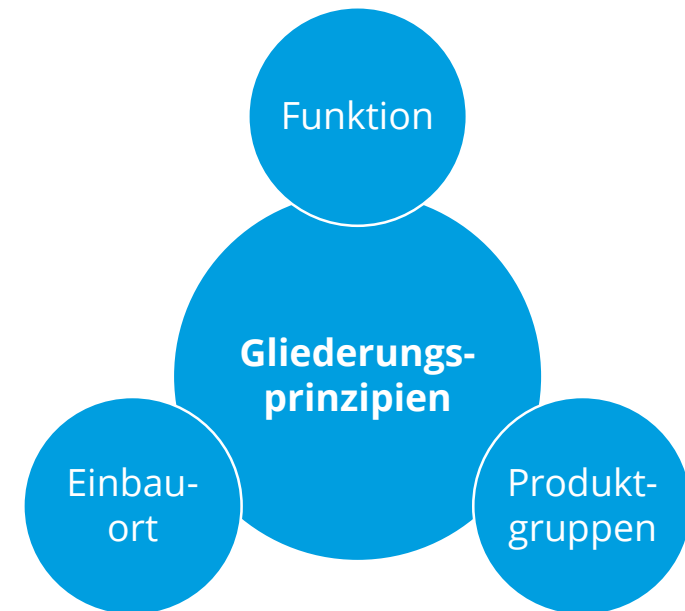 Funktion
Gliederungs-
prinzipien
Einbau-
ort
Produkt-
gruppen